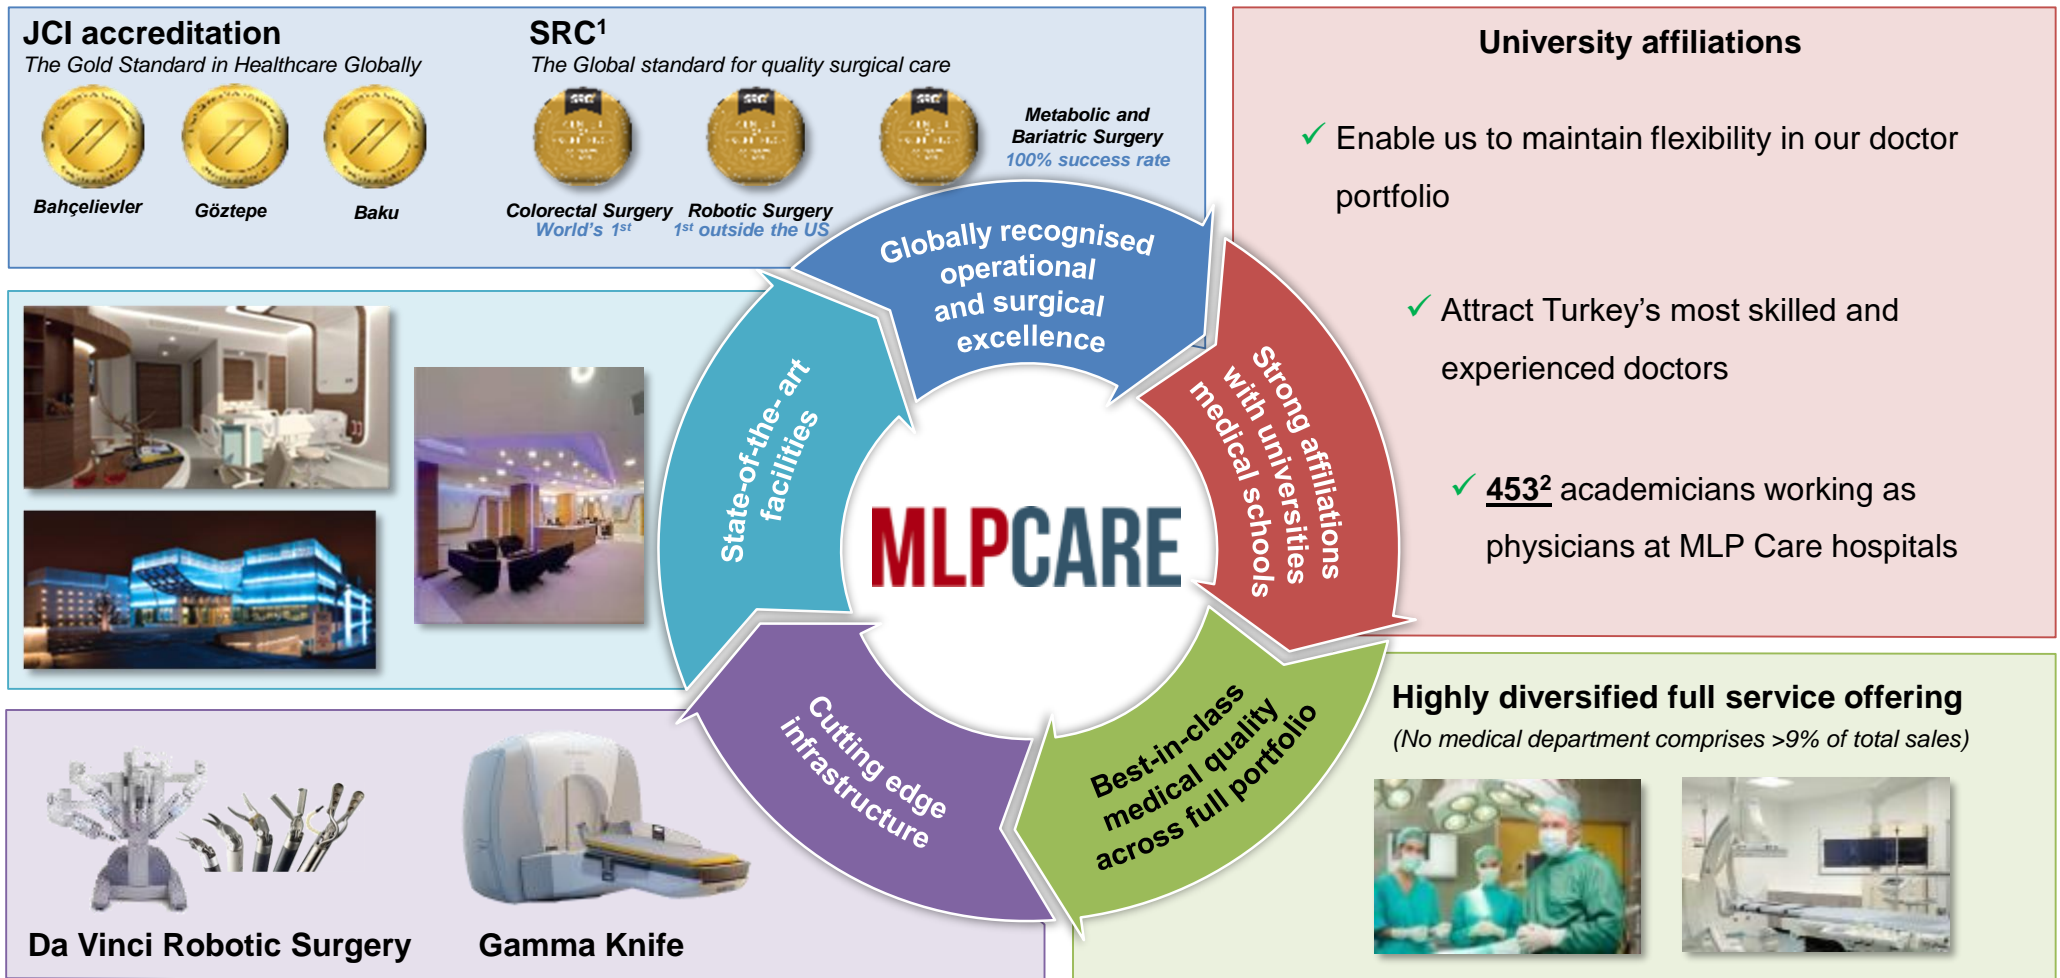 JCI accreditation
The Gold Standard in Healthcare Globally
Bahçelievler
Göztepe
Baku
SRC¹
The Global standard for quality surgical care
SRC
SRC
SRC
Colorectal Surgery
World's 1st
Robotic Surgery
1st outside the US
Metabolic and
Bariatric Surgery
100% success rate
University affiliations
✓ Enable us to maintain flexibility in our doctor
portfolio
✓ Attract Turkey's most skilled and
experienced doctors
✓ 453² academicians working as
physicians at MLP Care hospitals
Globally recognised
operational
and surgical
excellence
Strong affiliations
with universities
medical schools
Best-in-class
medical quality
across full portfolio
Cutting edge
infrastructure
State-of-the- art
facilities
MLPCARE
Highly diversified full service offering
(No medical department comprises >9% of total sales)
Da Vinci Robotic Surgery
Gamma Knife